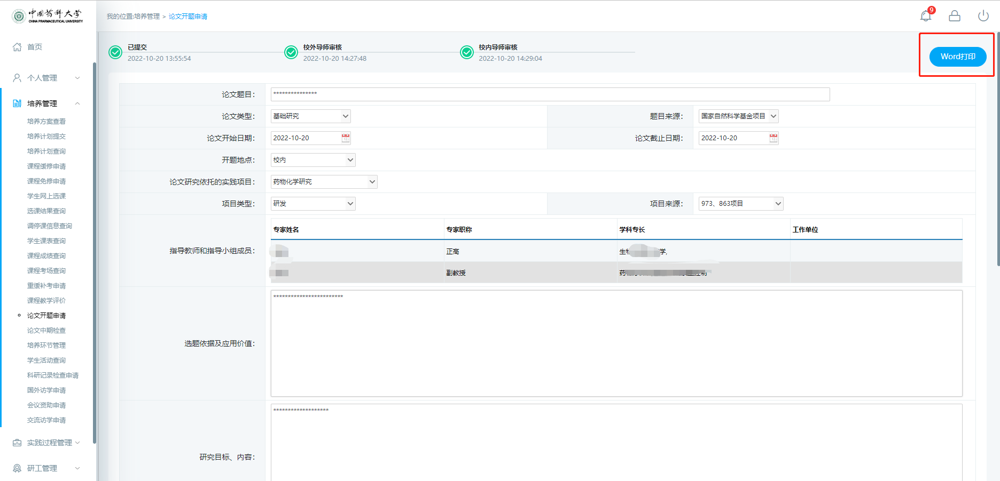 中国药科大学
CHINA PHARMACEUTICAL UNIVERSITY
我的位置:培养管理 > 论文开题申请
9
首页
个人管理
培养管理
培养方案查看
培养计划提交
培养计划查询
课程缓修申请
课程免修申请
学生网上选课
选课结果查询
调停课信息查询
学生课表查询
课程成绩查询
课程考场查询
重缓补考申请
课程教学评价
论文开题申请
论文中期检查
培养环节管理
学生活动查询
科研记录检查申请
国外访学申请
会议资助申请
交流访学申请
实践过程管理
研工管理
已提交
2022-10-20 13:55:54
校外导师审核
2022-10-20 14:27:48
校内导师审核
2022-10-20 14:29:04
Word打印
论文题目: ***************
论文类型: 基础研究 题目来源: 国家自然科学基金项目
论文开始日期: 2022-10-20 论文截止日期: 2022-10-20
开题地点: 校内
论文研究依托的实践项目: 药物化学研究
项目类型: 研发 项目来源: 973、863项目
指导教师和指导小组成员:
专家姓名 专家职称 学科专长 工作单位
正高 生物 学,
副教授 药
选题依据及应用价值: ************************
研究目标、内容: *******************